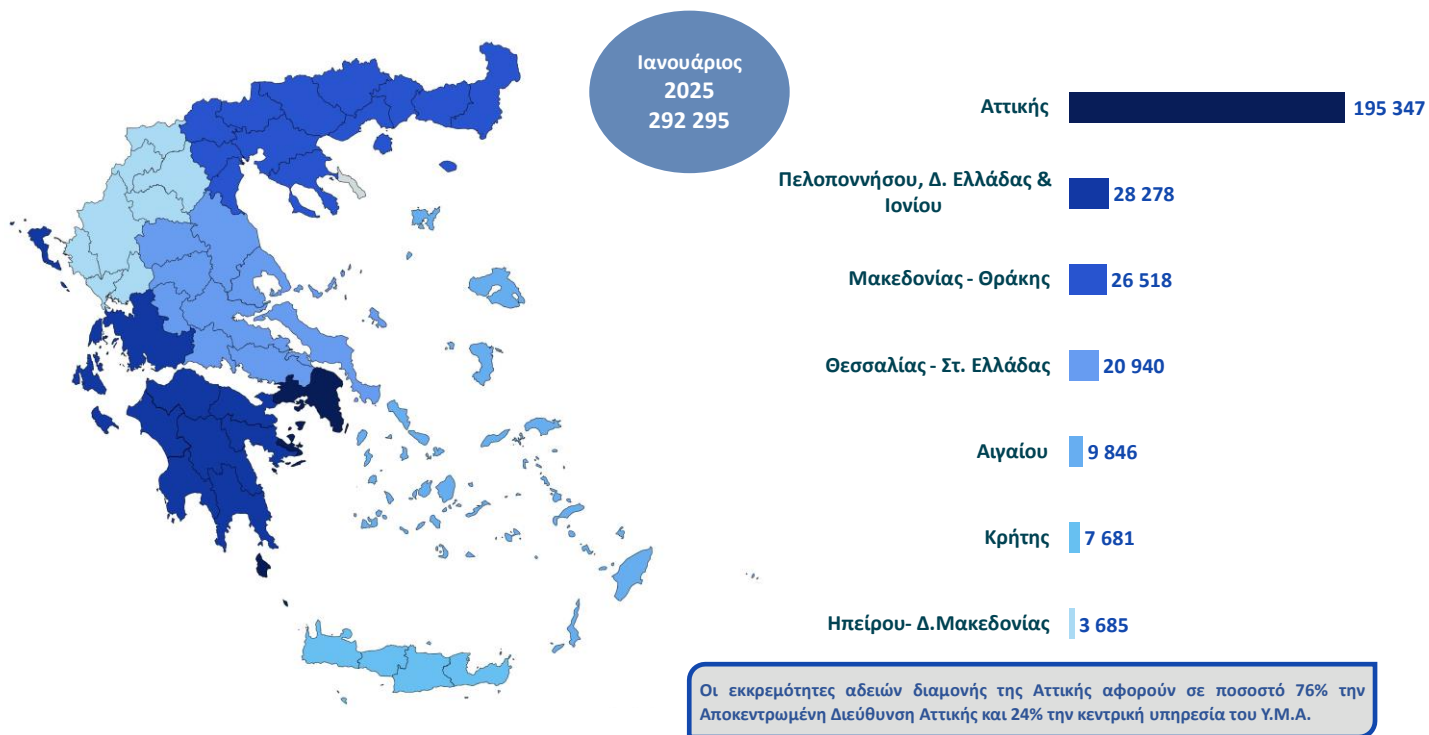 Ιανουάριος
2025
292 295
Αττικής
195 347
Πελοποννήσου, Δ. Ελλάδας &
Ιονίου
28 278
Μακεδονίας - Θράκης
26 518
Θεσσαλίας - Στ. Ελλάδας
20 940
Αιγαίου
9 846
Κρήτης
7 681
Ηπείρου- Δ.Μακεδονίας
3 685
Οι εκκρεμότητες αδειών διαμονής της Αττικής αφορούν σε ποσοστό 76% την
Αποκεντρωμένη Διεύθυνση Αττικής και 24% την κεντρική υπηρεσία του Υ.Μ.Α.